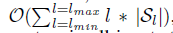 𝒪(∑_{l=l_{min}}^{l=l_{max}} l * |𝒮_l|),